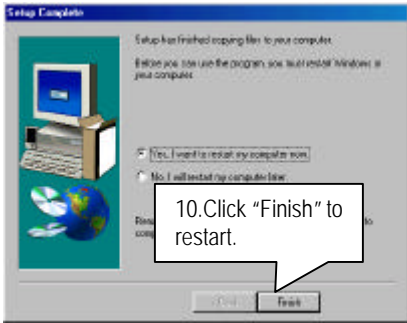 Setup Complete
Setup has finished copying files to your computer.
Before you can use the program, you must restart Windows or
your computer.
Yes, I want to restart my computer now.
No, I will restart my computer later.
10.Click “Finish” to
restart.
to
Finish